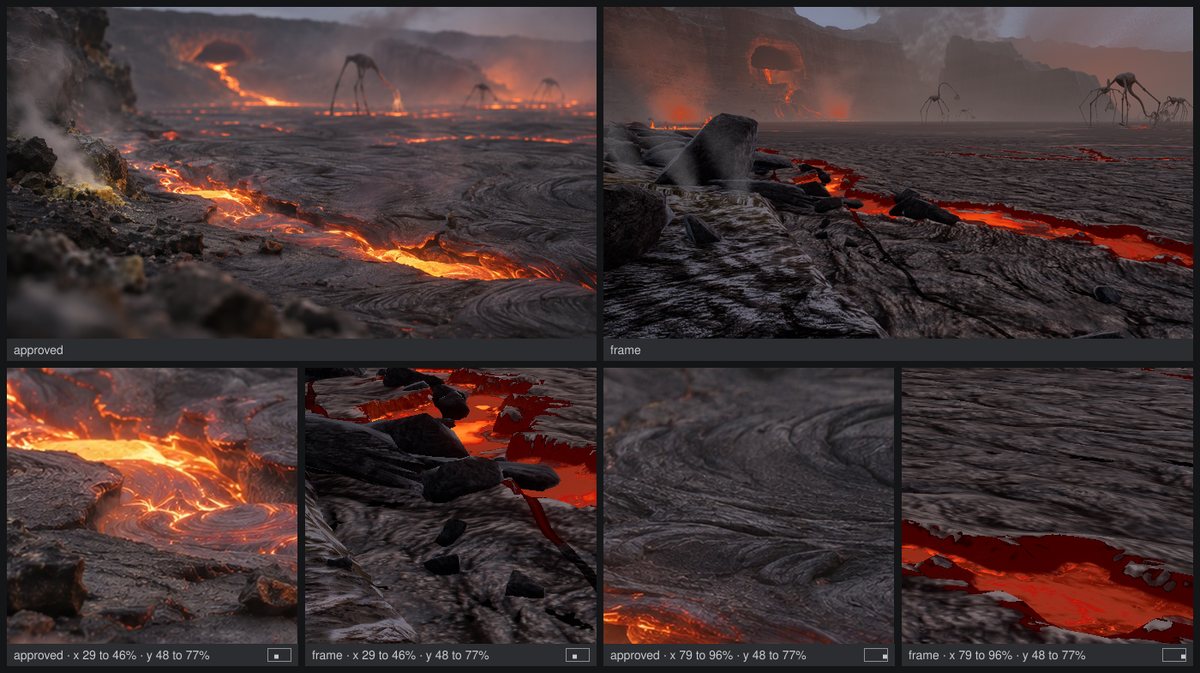 approved
frame
approved · x 29 to 46% · y 48 to 77%
frame · x 29 to 46% · y 48 to 77%
approved · x 79 to 96% · y 48 to 77%
frame · x 79 to 96% · y 48 to 77%